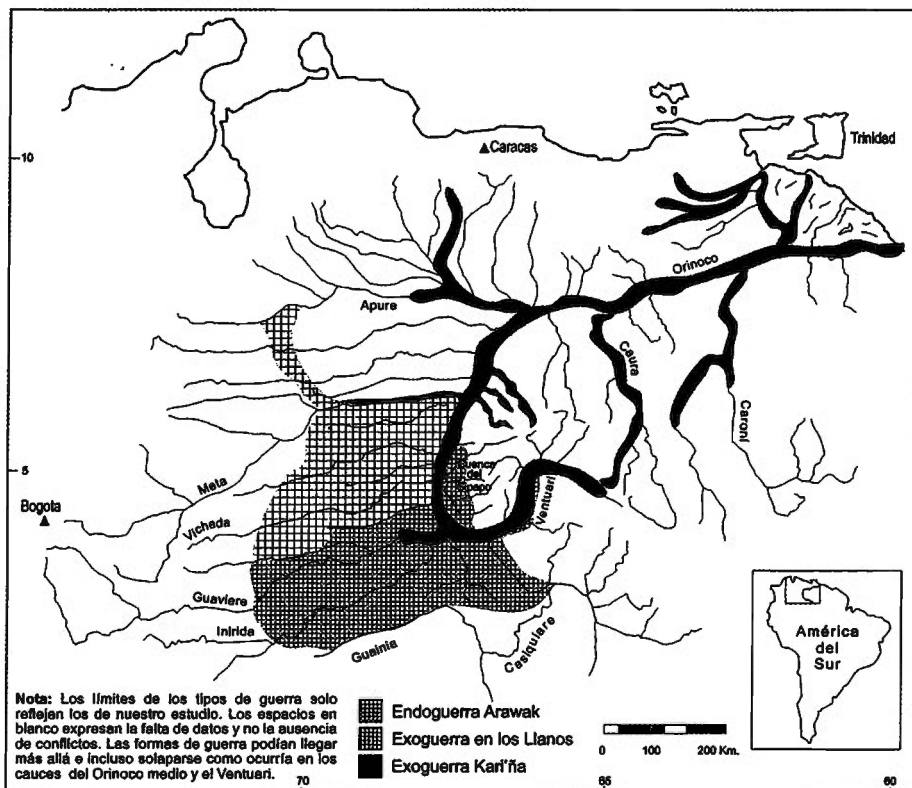 10
Caracas
Trinidad
Orinoco
Apure
Caura
Caroní
5
Meta
Cuenca
del
Sipapo
Ventuari
Bogota
Vichada
Guaviere
Inirida
Guainia
Casiquiare
América
del
Sur
Nota: Los límites de los tipos de guerra solo
reflejan los de nuestro estudio. Los espacios en
blanco expresan la falta de datos y no la ausencia
de conflictos. Las formas de guerra podían llegar
más allá e incluso solaparse como ocurría en los
cauces del Orinoco medio y el Ventuari.
Endoguerra Arawak
Exoguerra en los Llanos
Exoguerra Kari'ña
0 100 200 Km.
70
65
60